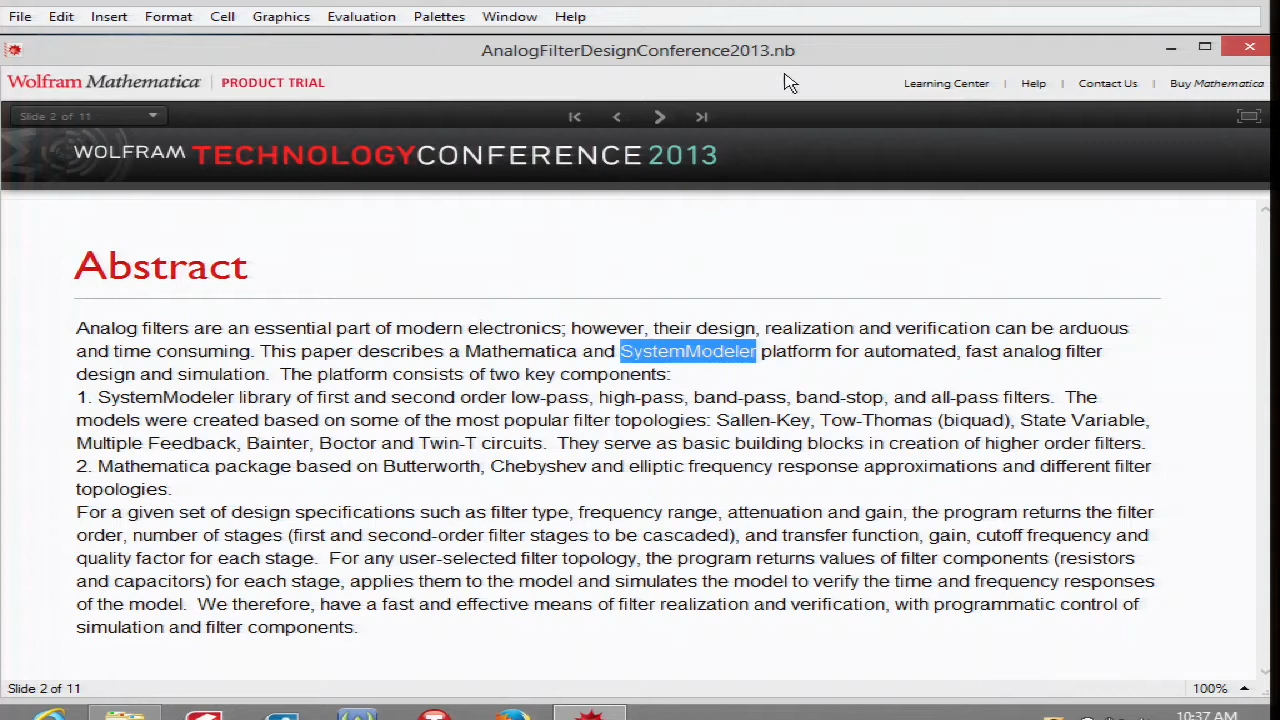 File Edit Insert Format Cell Graphics Evaluation Palettes Window Help
AnalogFilterDesignConference2013.nb
Wolfram Mathematica | PRODUCT TRIAL
Learning Center | Help | Contact Us | Buy Mathematica
Slide 2 of 11
WOLFRAM TECHNOLOGYCONFERENCE 2013
Abstract
Analog filters are an essential part of modern electronics; however, their design, realization and verification can be arduous
and time consuming. This paper describes a Mathematica and SystemModeler platform for automated, fast analog filter
design and simulation. The platform consists of two key components:
1. SystemModeler library of first and second order low-pass, high-pass, band-pass, band-stop, and all-pass filters. The
models were created based on some of the most popular filter topologies: Sallen-Key, Tow-Thomas (biquad), State Variable,
Multiple Feedback, Bainter, Boctor and Twin-T circuits. They serve as basic building blocks in creation of higher order filters.
2. Mathematica package based on Butterworth, Chebyshev and elliptic frequency response approximations and different filter
topologies.
For a given set of design specifications such as filter type, frequency range, attenuation and gain, the program returns the filter
order, number of stages (first and second-order filter stages to be cascaded), and transfer function, gain, cutoff frequency and
quality factor for each stage. For any user-selected filter topology, the program returns values of filter components (resistors
and capacitors) for each stage, applies them to the model and simulates the model to verify the time and frequency responses
of the model. We therefore, have a fast and effective means of filter realization and verification, with programmatic control of
simulation and filter components.
Slide 2 of 11
100%
10:37 AM